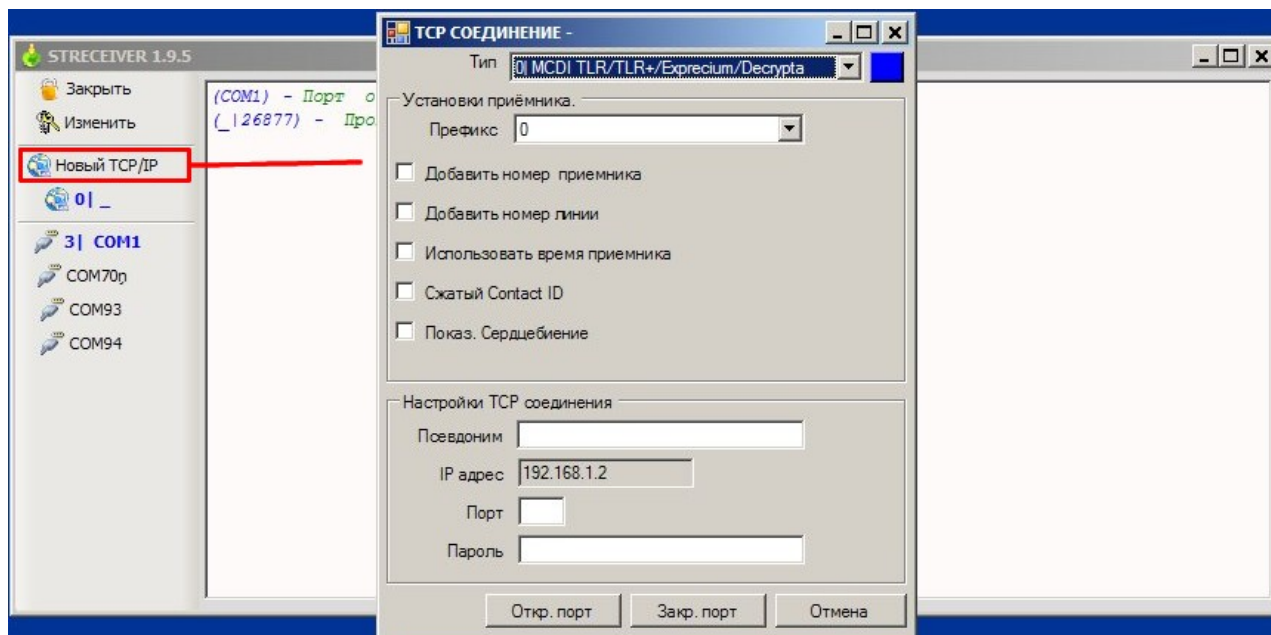 STRECEIVER 1.9.5
Закрыть
Изменить
Новый TCP/IP
0| _
3| COM1
COM70ņ
COM93
COM94
(COM1) - Порт о
(_|26877) - Про
TCP СОЕДИНЕНИЕ -
Тип 0| MCDI TLR/TLR+/Exprecium/Decrypta
Установки приёмника.
Префикс 0
Добавить номер приемника
Добавить номер линии
Использовать время приемника
Сжатый Contact ID
Показ. Сердцебиение
Настройки TCP соединения
Псевдоним
IP адрес 192.168.1.2
Порт
Пароль
Откр. порт Закр. порт Отмена